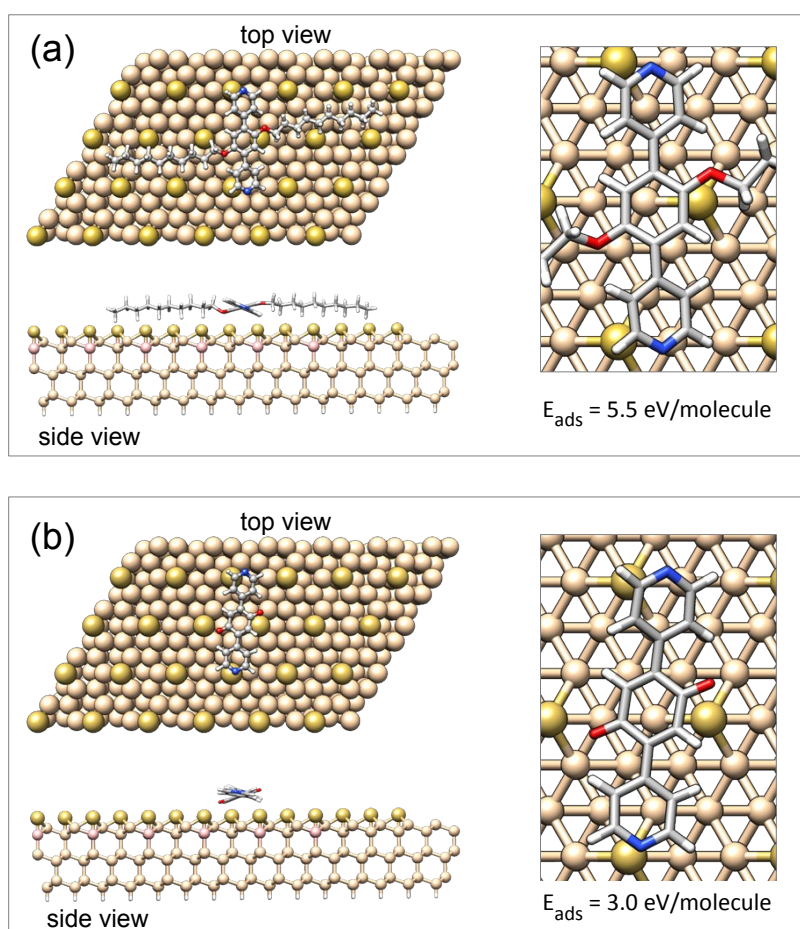 (a)
top view
side view
E_ads = 5.5 eV/molecule
(b)
top view
side view
E_ads = 3.0 eV/molecule